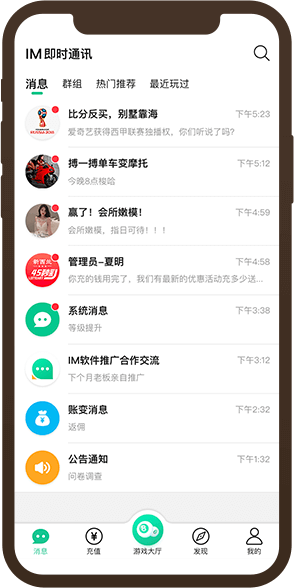 IM即时通讯
消息 群组 热门推荐 最近玩过
比分反买，别墅靠海 下午5:23
爱奇艺获得西甲联赛独播权，你们听说了吗？
搏一搏单车变摩托 下午5:12
今晚8点梭哈
赢了！会所嫩模！ 下午4:59
会所嫩模，指日可待！！！
管理员-夏明 下午4:58
你充的钱用完了，我们有最新的优惠活动充多少送...
系统消息 下午3:38
等级提升
IM软件推广合作交流 下午3:12
下个月老板亲自推广
账变消息 下午2:32
返佣
公告通知 下午1:32
问卷调查
消息 充值 游戏大厅 发现 我的